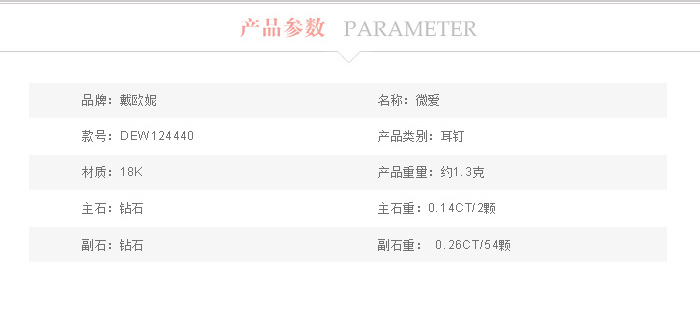 产品参数 PARAMETER
品牌：戴欧妮 名称：微爱
款号：DEW124440 产品类别：耳钉
材质：18K 产品重量：约1.3克
主石：钻石 主石重：0.14CT/2颗
副石：钻石 副石重： 0.26CT/54颗